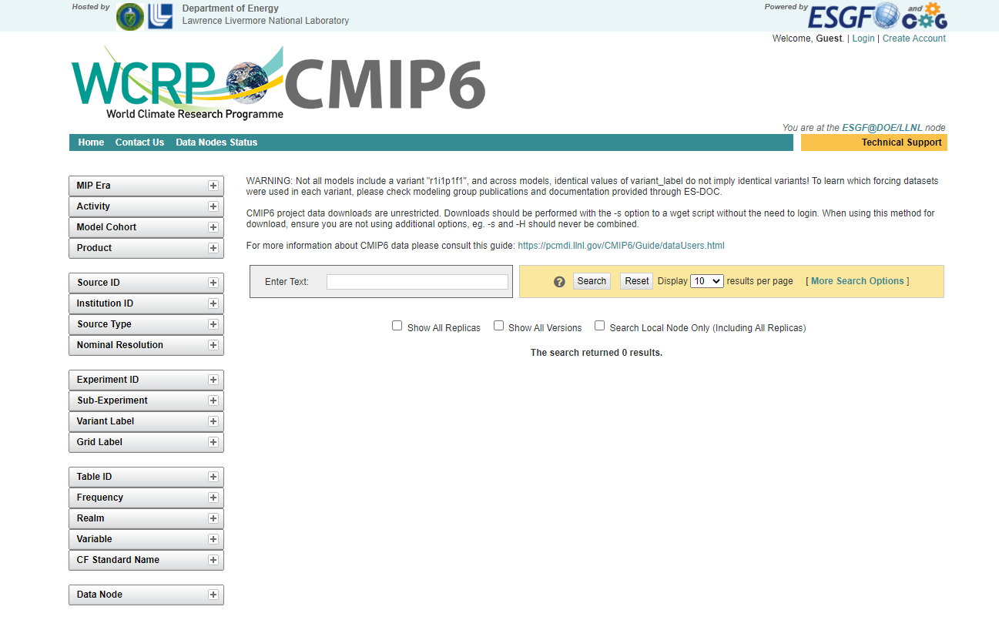 Hosted by
Department of Energy
Lawrence Livermore National Laboratory
Powered by
ESGF and CoG
Welcome, Guest. | Login | Create Account
WCRP CMIP6
World Climate Research Programme
You are at the ESGF@DOE/LLNL node
Home Contact Us Data Nodes Status
Technical Support
MIP Era
Activity
Model Cohort
Product
Source ID
Institution ID
Source Type
Nominal Resolution
Experiment ID
Sub-Experiment
Variant Label
Grid Label
Table ID
Frequency
Realm
Variable
CF Standard Name
Data Node
WARNING: Not all models include a variant "r1i1p1f1", and across models, identical values of variant_label do not imply identical variants! To learn which forcing datasets
were used in each variant, please check modeling group publications and documentation provided through ES-DOC.
CMIP6 project data downloads are unrestricted. Downloads should be performed with the -s option to a wget script without the need to login. When using this method for
download, ensure you are not using additional options, eg. -s and -H should never be combined.
For more information about CMIP6 data please consult this guide: https://pcmdi.llnl.gov/CMIP6/Guide/dataUsers.html
Enter Text:
? Search Reset Display 10 results per page [ More Search Options ]
Show All Replicas Show All Versions Search Local Node Only (Including All Replicas)
The search returned 0 results.